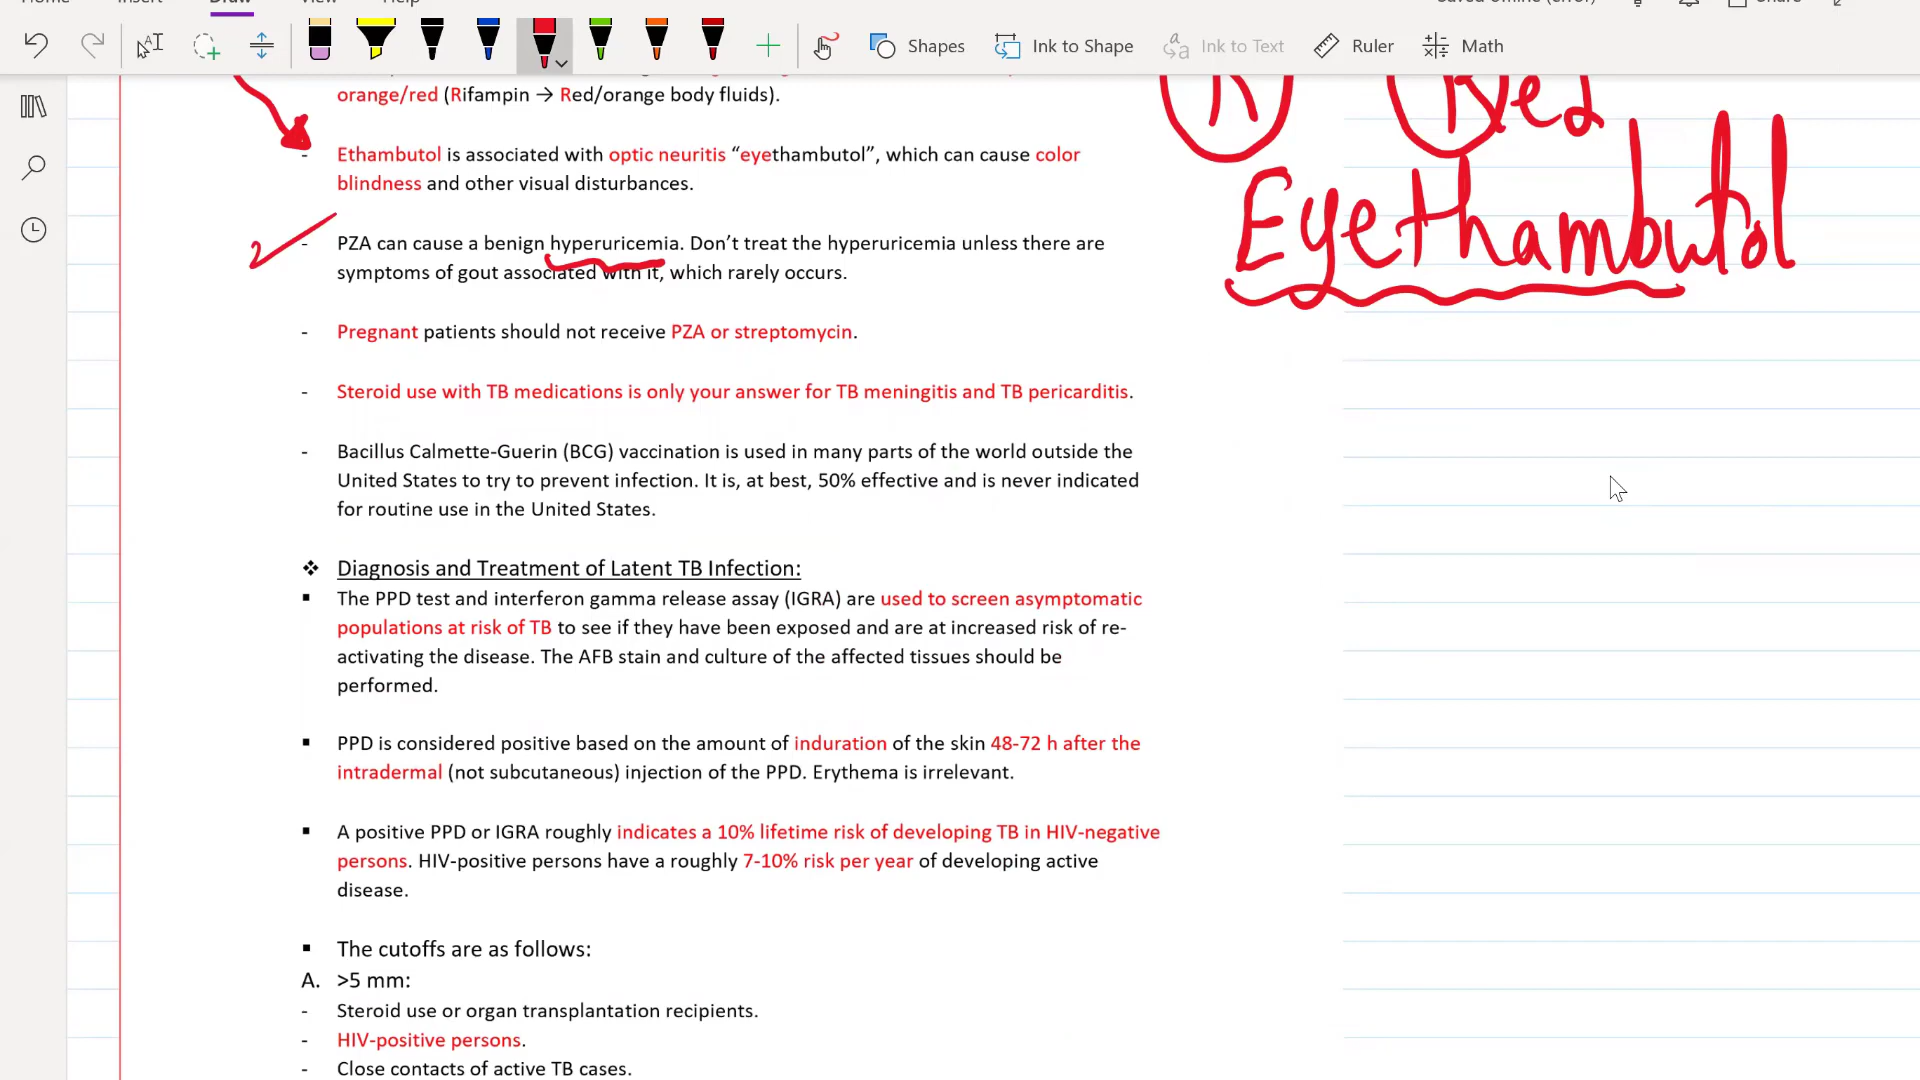 Home Insert Draw View Help Saved online (error) Share
Shapes Ink to Shape Ink to Text Ruler Math
orange/red (Rifampin → Red/orange body fluids).
R Red
- Ethambutol is associated with optic neuritis “eyethambutol”, which can cause color
blindness and other visual disturbances.
Eyethambutol
- PZA can cause a benign hyperuricemia. Don’t treat the hyperuricemia unless there are
symptoms of gout associated with it, which rarely occurs.
- Pregnant patients should not receive PZA or streptomycin.
- Steroid use with TB medications is only your answer for TB meningitis and TB pericarditis.
- Bacillus Calmette-Guerin (BCG) vaccination is used in many parts of the world outside the
United States to try to prevent infection. It is, at best, 50% effective and is never indicated
for routine use in the United States.
❖ Diagnosis and Treatment of Latent TB Infection:
▪ The PPD test and interferon gamma release assay (IGRA) are used to screen asymptomatic
populations at risk of TB to see if they have been exposed and are at increased risk of re-
activating the disease. The AFB stain and culture of the affected tissues should be
performed.
▪ PPD is considered positive based on the amount of induration of the skin 48-72 h after the
intradermal (not subcutaneous) injection of the PPD. Erythema is irrelevant.
▪ A positive PPD or IGRA roughly indicates a 10% lifetime risk of developing TB in HIV-negative
persons. HIV-positive persons have a roughly 7-10% risk per year of developing active
disease.
▪ The cutoffs are as follows:
A. >5 mm:
- Steroid use or organ transplantation recipients.
- HIV-positive persons.
- Close contacts of active TB cases.